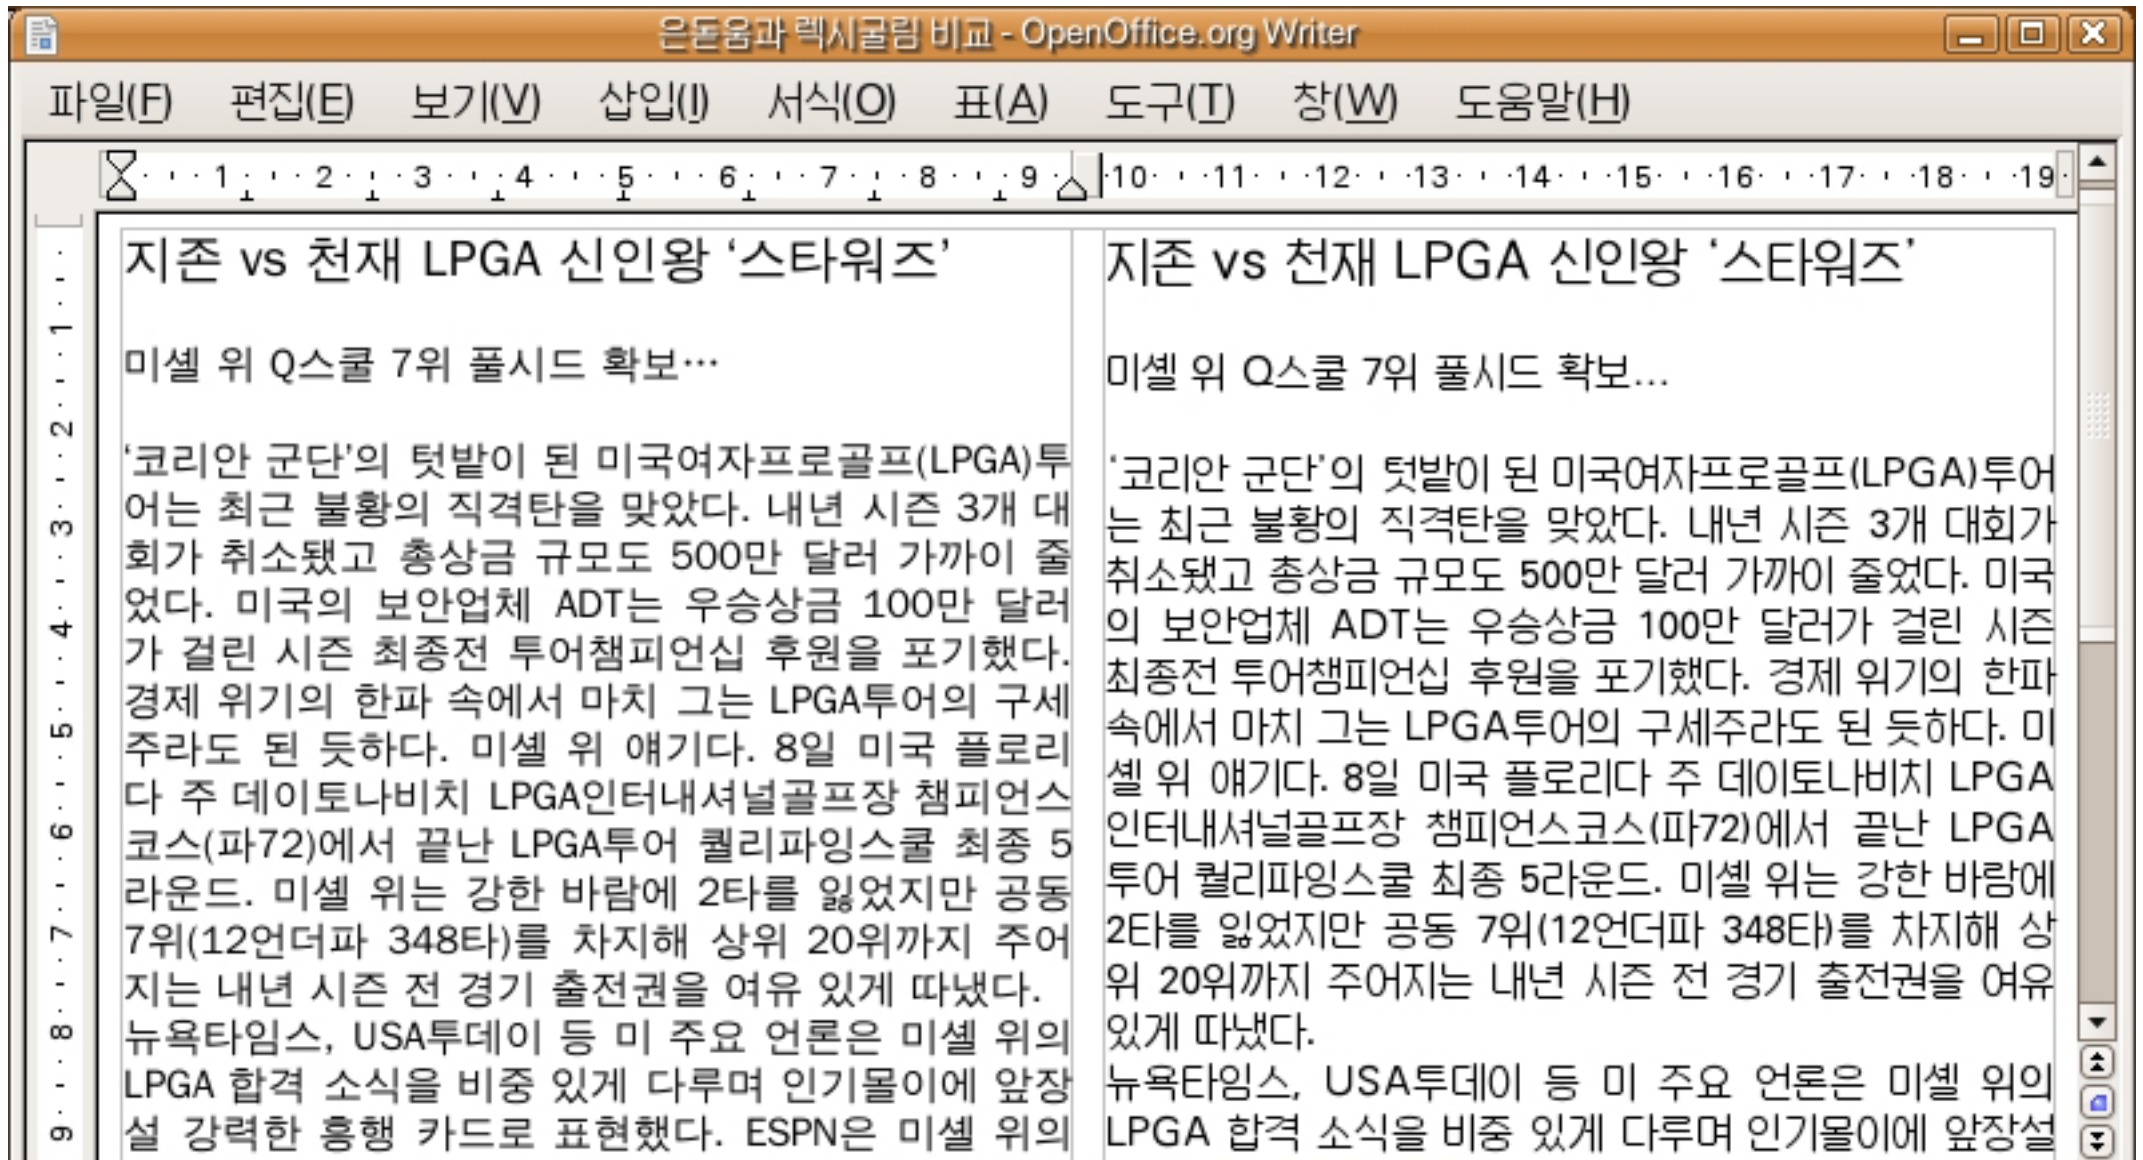 은돋움과 렉시굴림 비교 - OpenOffice.org Writer
파일(F) 편집(E) 보기(V) 삽입(I) 서식(O) 표(A) 도구(T) 창(W) 도움말(H)
1 2 3 4 5 6 7 8 9 10 11 12 13 14 15 16 17 18 19
1
2
3
4
5
6
7
8
9
지존 vs 천재 LPGA 신인왕 ‘스타워즈’
미셸 위 Q스쿨 7위 풀시드 확보…
‘코리안 군단’의 텃밭이 된 미국여자프로골프(LPGA)투
어는 최근 불황의 직격탄을 맞았다. 내년 시즌 3개 대
회가 취소됐고 총상금 규모도 500만 달러 가까이 줄
었다. 미국의 보안업체 ADT는 우승상금 100만 달러
가 걸린 시즌 최종전 투어챔피언십 후원을 포기했다.
경제 위기의 한파 속에서 마치 그는 LPGA투어의 구세
주라도 된 듯하다. 미셸 위 얘기다. 8일 미국 플로리
다 주 데이토나비치 LPGA인터내셔널골프장 챔피언스
코스(파72)에서 끝난 LPGA투어 퀄리파잉스쿨 최종 5
라운드. 미셸 위는 강한 바람에 2타를 잃었지만 공동
7위(12언더파 348타)를 차지해 상위 20위까지 주어
지는 내년 시즌 전 경기 출전권을 여유 있게 따냈다.
뉴욕타임스, USA투데이 등 미 주요 언론은 미셸 위의
LPGA 합격 소식을 비중 있게 다루며 인기몰이에 앞장
설 강력한 흥행 카드로 표현했다. ESPN은 미셸 위의
지존 vs 천재 LPGA 신인왕 ‘스타워즈’
미셸 위 Q스쿨 7위 풀시드 확보…
‘코리안 군단’의 텃밭이 된 미국여자프로골프(LPGA)투어
는 최근 불황의 직격탄을 맞았다. 내년 시즌 3개 대회가
취소됐고 총상금 규모도 500만 달러 가까이 줄었다. 미국
의 보안업체 ADT는 우승상금 100만 달러가 걸린 시즌
최종전 투어챔피언십 후원을 포기했다. 경제 위기의 한파
속에서 마치 그는 LPGA투어의 구세주라도 된 듯하다. 미
셸 위 얘기다. 8일 미국 플로리다 주 데이토나비치 LPGA
인터내셔널골프장 챔피언스코스(파72)에서 끝난 LPGA
투어 퀄리파잉스쿨 최종 5라운드. 미셸 위는 강한 바람에
2타를 잃었지만 공동 7위(12언더파 348타)를 차지해 상
위 20위까지 주어지는 내년 시즌 전 경기 출전권을 여유
있게 따냈다.
뉴욕타임스, USA투데이 등 미 주요 언론은 미셸 위의
LPGA 합격 소식을 비중 있게 다루며 인기몰이에 앞장설